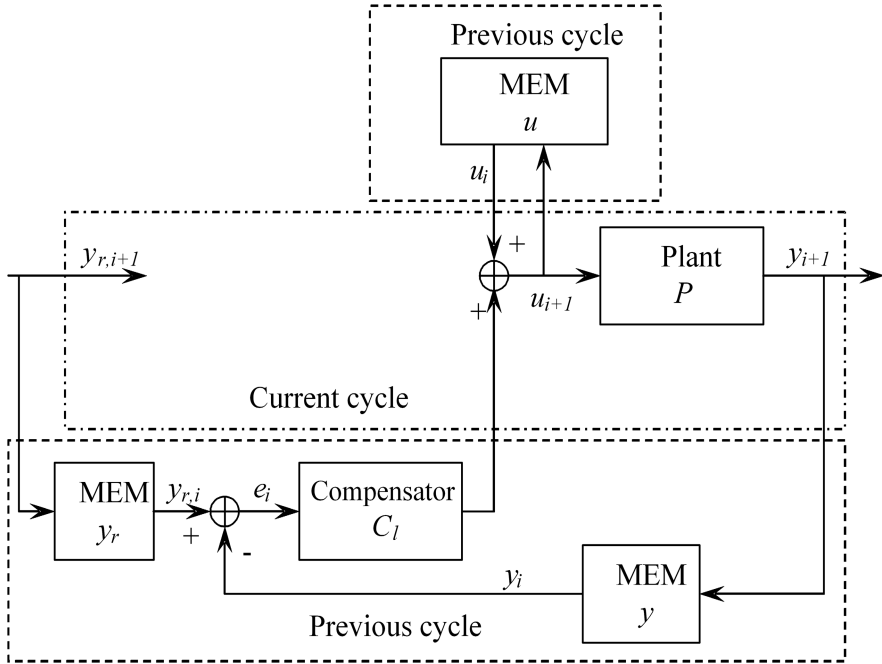 Previous cycle
MEM
u
u_i
+
y_{r,i+1}
Plant
P
y_{i+1}
+
u_{i+1}
Current cycle
MEM
y_r
y_{r,i}
+
e_i
Compensator
C_l
-
y_i
MEM
y
Previous cycle